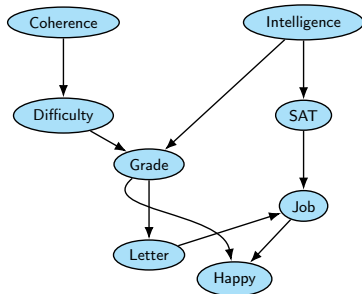 Coherence
Intelligence
Difficulty
SAT
Grade
Job
Letter
Happy